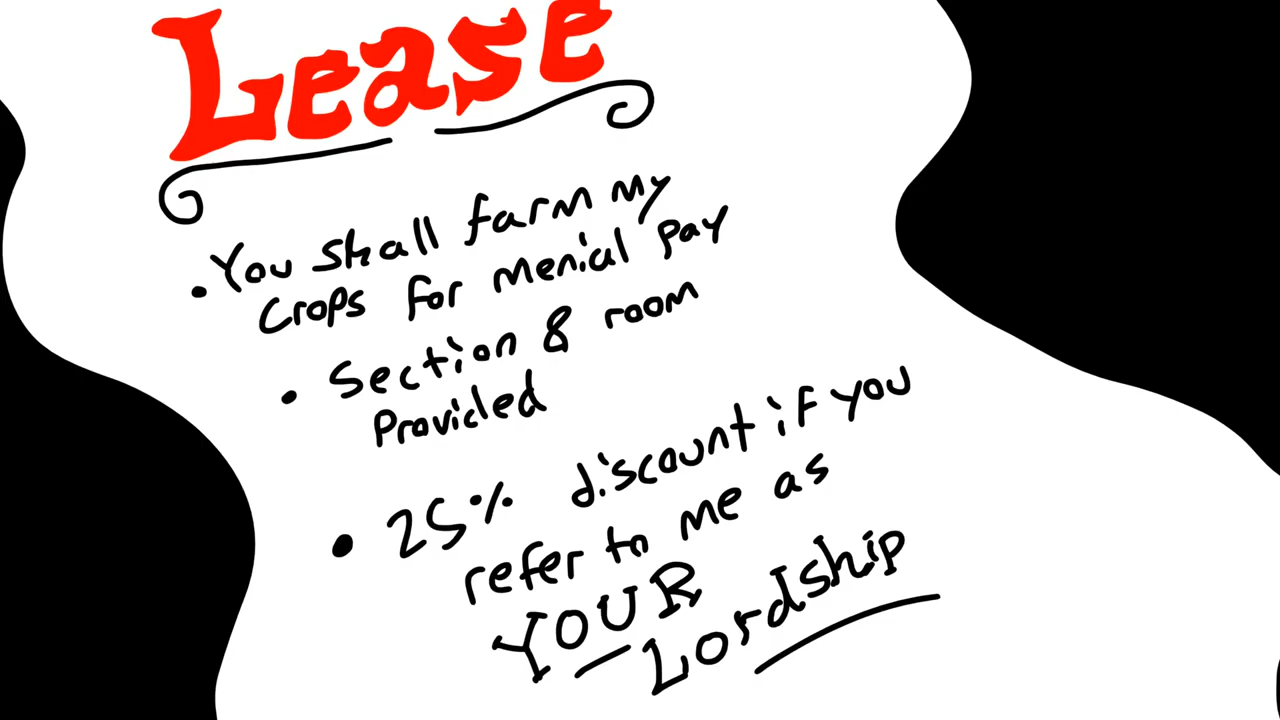 Lease
• You shall farm my
crops for menial pay
• Section 8 room
Provided
• 25% discount if you
refer to me as
YOUR
Lordship